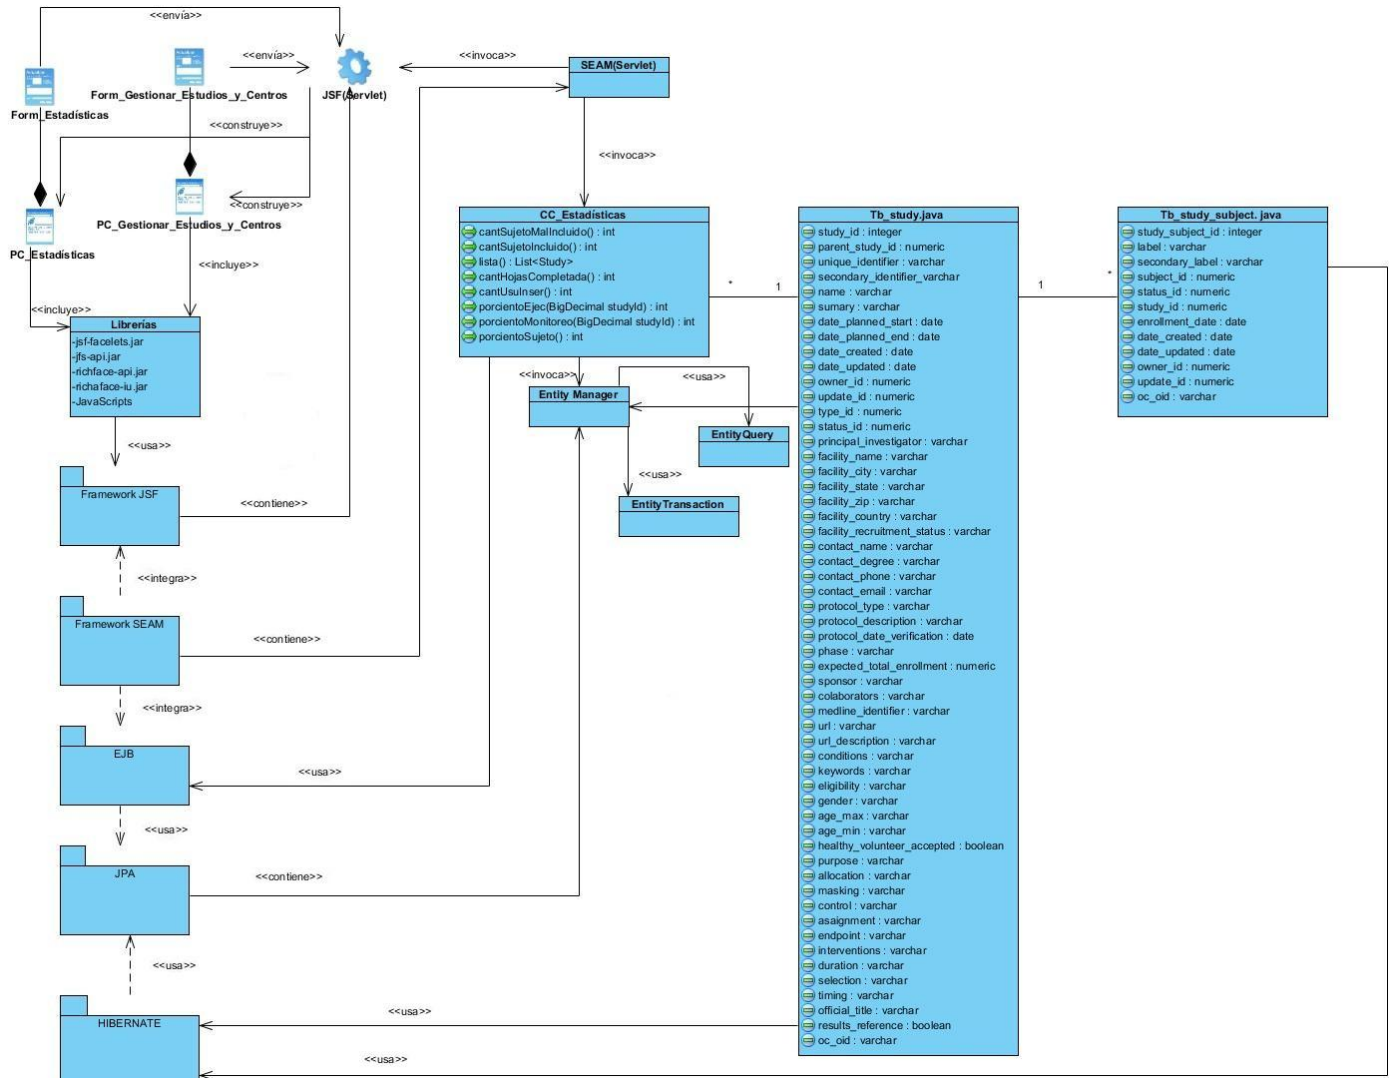 <<envía>>
<<envía>>
<<invoca>>
SEAM(Servlet)
Form_Gestionar_Estudios_y_Centros
JSF(Servlet)
Form_Estadísticas
<<construye>>
<<invoca>>
<<construye>>
PC_Gestionar_Estudios_y_Centros
PC_Estadísticas
<<incluye>>
<<incluye>>
Librerías
-jsf-facelets.jar
-jfs-api.jar
-richface-api.jar
-richaface-iu.jar
-JavaScripts
<<usa>>
Framework JSF
<<contiene>>
<<integra>>
Framework SEAM
<<contiene>>
<<integra>>
EJB
<<usa>>
<<usa>>
JPA
<<contiene>>
<<usa>>
HIBERNATE
<<usa>>
<<usa>>
CC_Estadísticas
cantSujetoMalIncluido() : int
cantSujetoIncluido() : int
lista() : List<Study>
cantHojasCompletada() : int
cantUsuInser() : int
porcientoEjec(BigDecimal studyId) : int
porcientoMonitoreo(BigDecimal studyId) : int
porcientoSujeto() : int
* 1
<<invoca>>
<<usa>>
Entity Manager
EntityQuery
<<usa>>
EntityTransaction
Tb_study.java
study_id : integer
parent_study_id : numeric
unique_identifier : varchar
secondary_identifier_varchar
name : varchar
sumary : varchar
date_planned_start : date
date_planned_end : date
date_created : date
date_updated : date
owner_id : numeric
update_id : numeric
type_id : numeric
status_id : numeric
principal_investigator : varchar
facility_name : varchar
facility_city : varchar
facility_state : varchar
facility_zip : varchar
facility_country : varchar
facility_recruitment_status : varchar
contact_name : varchar
contact_degree : varchar
contact_phone : varchar
contact_email : varchar
protocol_type : varchar
protocol_description : varchar
protocol_date_verification : date
phase : varchar
expected_total_enrollment : numeric
sponsor : varchar
colaborators : varchar
medline_identifier : varchar
url : varchar
url_description : varchar
conditions : varchar
keywords : varchar
eligibility : varchar
gender : varchar
age_max : varchar
age_min : varchar
healthy_volunteer_accepted : boolean
purpose : varchar
allocation : varchar
masking : varchar
control : varchar
asaignment : varchar
endpoint : varchar
interventions : varchar
duration : varchar
selection : varchar
timing : varchar
official_title : varchar
results_reference : boolean
oc_oid : varchar
1 *
Tb_study_subject. java
study_subject_id : integer
label : varchar
secondary_label : varchar
subject_id : numeric
status_id : numeric
study_id : numeric
enrollment_date : date
date_created : date
date_updated : date
owner_id : numeric
update_id : numeric
oc_oid : varchar